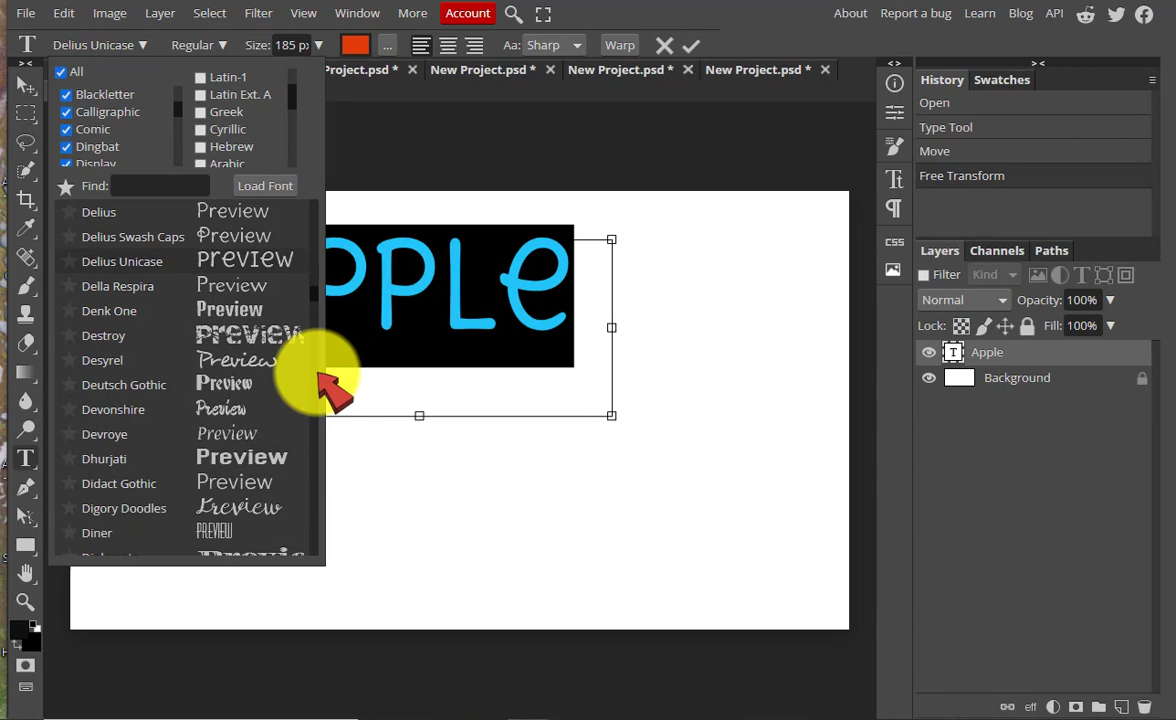 File Edit Image Layer Select Filter View Window More Account About Report a bug Learn Blog API
T Delius Unicase ▼ Regular ▼ Size: 185 px ▼ ... Aa: Sharp Warp
> < All Project.psd * New Project.psd * New Project.psd * New Project.psd * < > > <
Blackletter Latin-1 History Swatches
Calligraphic Latin Ext. A Open
Comic Greek Type Tool
Dingbat Cyrillic Move
Display Hebrew Free Transform
Arabic
Find: Load Font
Delius Preview
Delius Swash Caps Preview
Delius Unicase Preview
Della Respira Preview
Denk One Preview
Destroy Preview
Desyrel Preview
Deutsch Gothic Preview
Devonshire Preview
Devroye Preview
Dhurjati Preview
Didact Gothic Preview
Digory Doodles Preview
Diner PREVIEW
PPLe
CSS
Layers Channels Paths
Filter Kind
Normal Opacity: 100% ▼
Lock: Fill: 100% ▼
T Apple
Background
eff